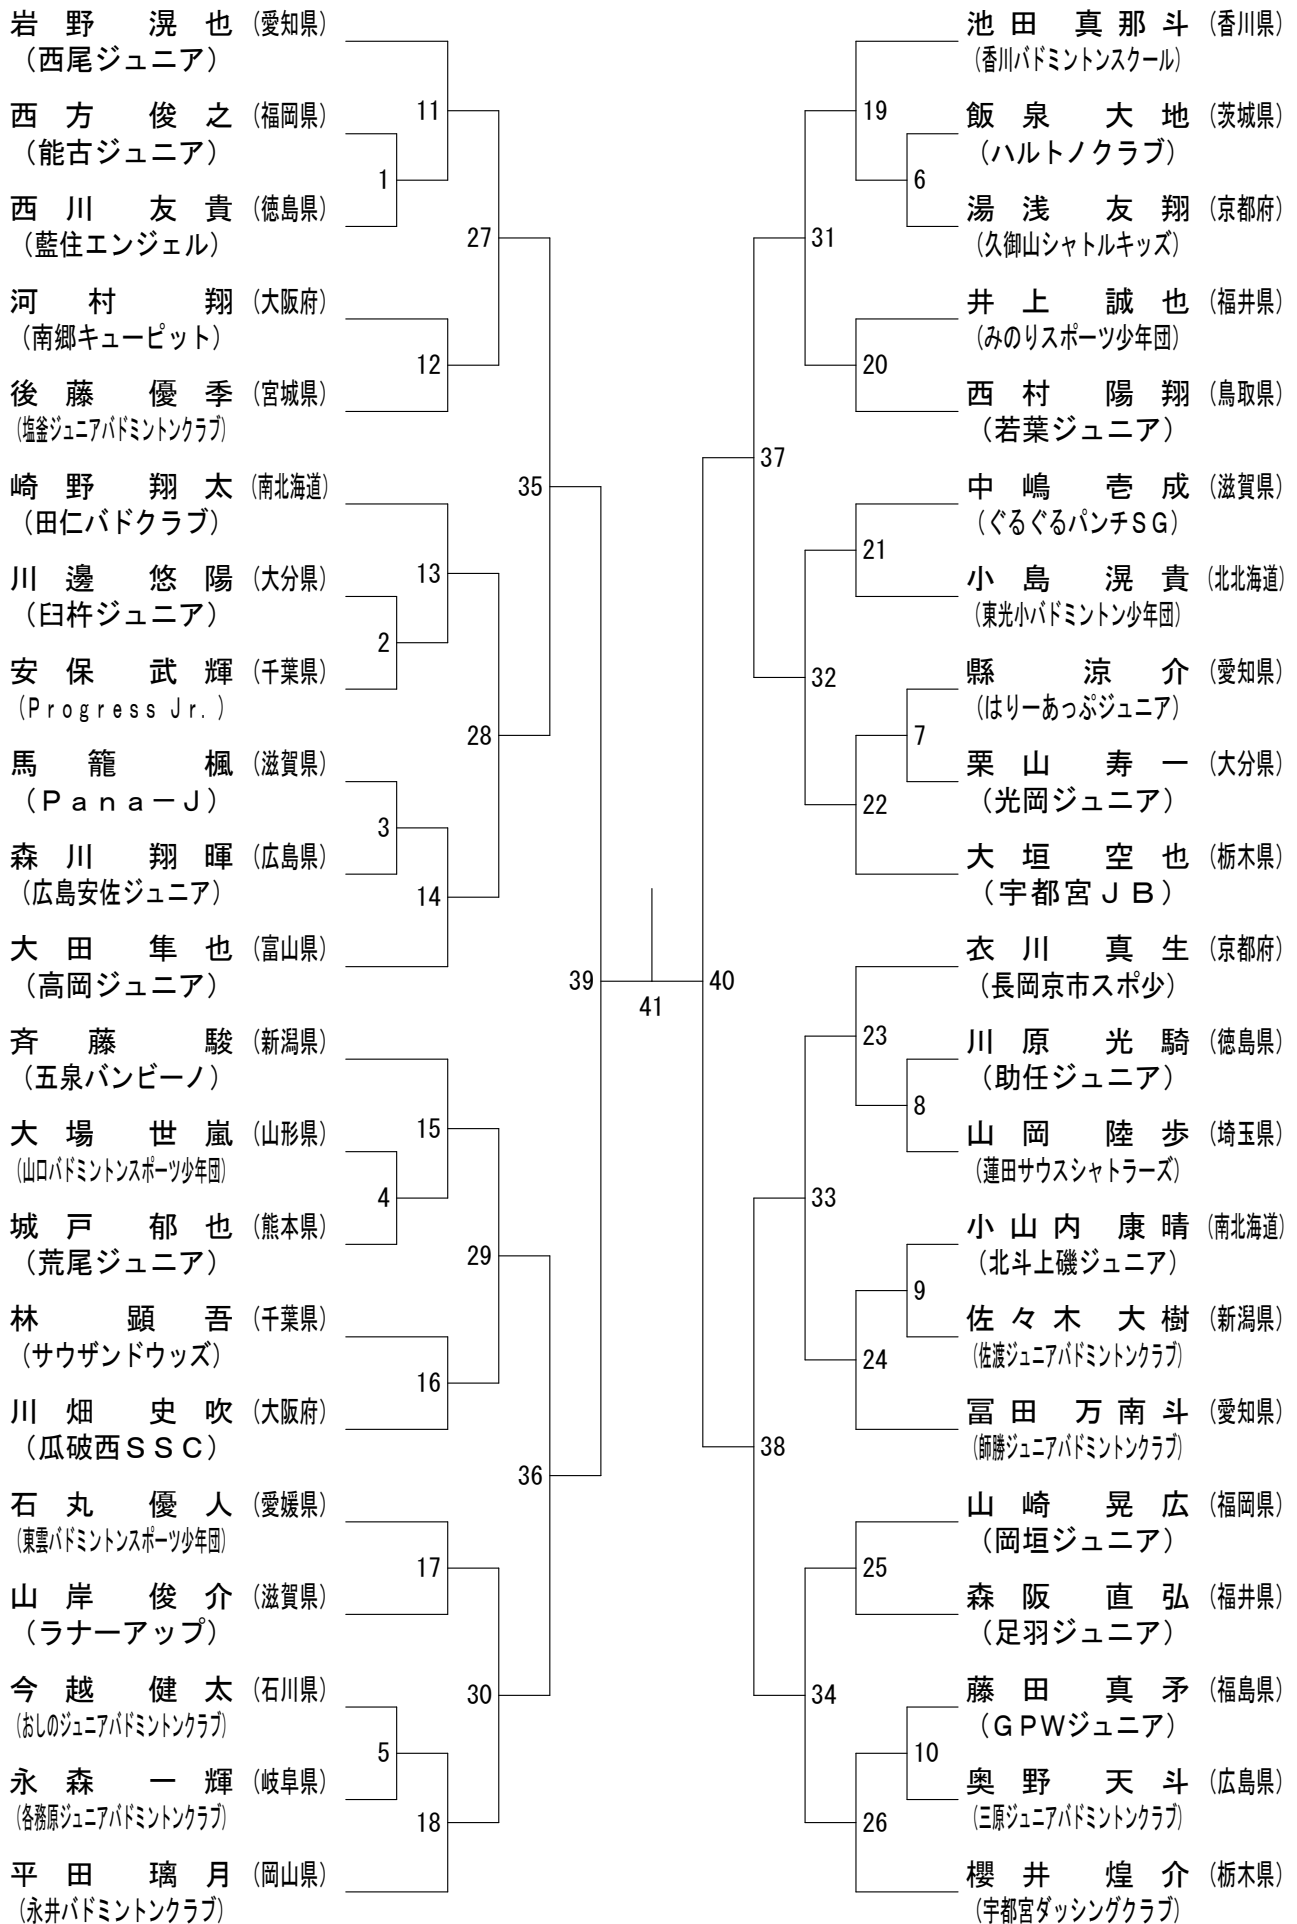 岩野 滉也 (愛知県)
(西尾ジュニア)
西方 俊之 (福岡県)
(能古ジュニア)
西川 友貴 (徳島県)
(藍住エンジェル)
河村 翔 (大阪府)
(南郷キューピット)
後藤 優季 (宮城県)
(塩釜ジュニアバドミントンクラブ)
崎野 翔太 (南北海道)
(田仁バドクラブ)
川邊 悠陽 (大分県)
(臼杵ジュニア)
安保 武輝 (千葉県)
(Progress Jr.)
馬籠 楓 (滋賀県)
(Pana－J)
森川 翔暉 (広島県)
(広島安佐ジュニア)
大田 隼也 (富山県)
(高岡ジュニア)
斉藤 駿 (新潟県)
(五泉バンビーノ)
大場 世嵐 (山形県)
(山口バドミントンスポーツ少年団)
城戸 郁也 (熊本県)
(荒尾ジュニア)
林 顕吾 (千葉県)
(サウザンドウッズ)
川畑 史吹 (大阪府)
(瓜破西SSC)
石丸 優人 (愛媛県)
(東雲バドミントンスポーツ少年団)
山岸 俊介 (滋賀県)
(ラナーアップ)
今越 健太 (石川県)
(おしのジュニアバドミントンクラブ)
永森 一輝 (岐阜県)
(各務原ジュニアバドミントンクラブ)
平田 璃月 (岡山県)
(永井バドミントンクラブ)
1
2
3
4
5
11
12
13
14
15
16
17
18
27
28
29
30
35
36
39
41
40
37
38
31
32
33
34
19
20
21
22
23
24
25
26
6
7
8
9
10
池田 真那斗 (香川県)
(香川バドミントンスクール)
飯泉 大地 (茨城県)
(ハルトノクラブ)
湯浅 友翔 (京都府)
(久御山シャトルキッズ)
井上 誠也 (福井県)
(みのりスポーツ少年団)
西村 陽翔 (鳥取県)
(若葉ジュニア)
中嶋 壱成 (滋賀県)
(ぐるぐるパンチSG)
小島 滉貴 (北北海道)
(東光小バドミントン少年団)
縣 涼介 (愛知県)
(はりーあっぷジュニア)
栗山 寿一 (大分県)
(光岡ジュニア)
大垣 空也 (栃木県)
(宇都宮JB)
衣川 真生 (京都府)
(長岡京市スポ少)
川原 光騎 (徳島県)
(助任ジュニア)
山岡 陸歩 (埼玉県)
(蓮田サウスシャトラーズ)
小山内 康晴 (南北海道)
(北斗上磯ジュニア)
佐々木 大樹 (新潟県)
(佐渡ジュニアバドミントンクラブ)
冨田 万南斗 (愛知県)
(師勝ジュニアバドミントンクラブ)
山崎 晃広 (福岡県)
(岡垣ジュニア)
森阪 直弘 (福井県)
(足羽ジュニア)
藤田 真矛 (福島県)
(GPWジュニア)
奥野 天斗 (広島県)
(三原ジュニアバドミントンクラブ)
櫻井 煌介 (栃木県)
(宇都宮ダッシングクラブ)